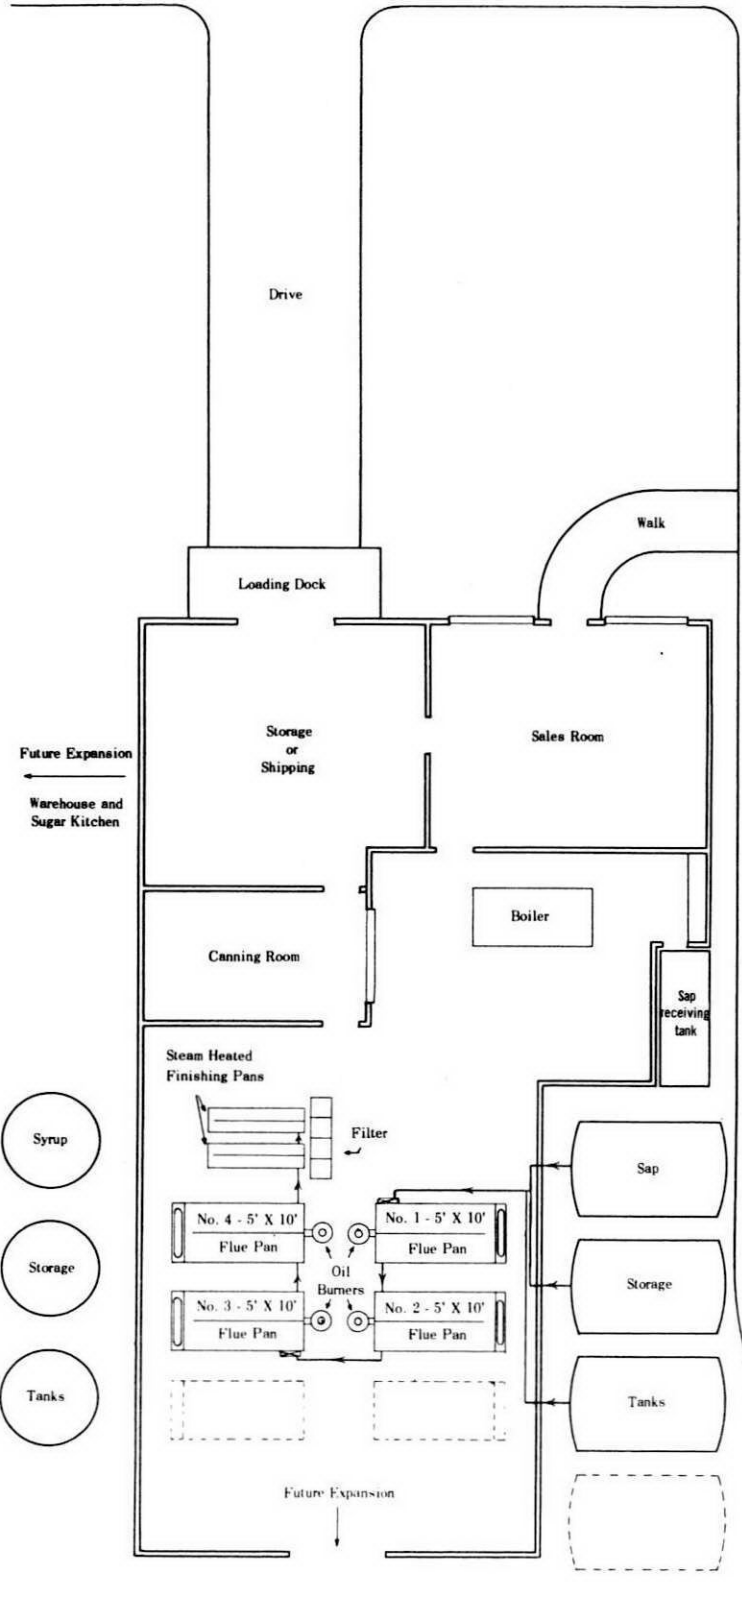 Drive
Walk
Loading Dock
Storage
or
Shipping
Sales Room
Future Expansion
Warehouse and
Sugar Kitchen
Boiler
Canning Room
Sap
receiving
tank
Steam Heated
Finishing Pans
Filter
Syrup
Storage
Tanks
Sap
Storage
Tanks
No. 4 - 5' X 10'
Flue Pan
No. 1 - 5' X 10'
Flue Pan
Oil
Burners
No. 3 - 5' X 10'
Flue Pan
No. 2 - 5' X 10'
Flue Pan
Future Expansion